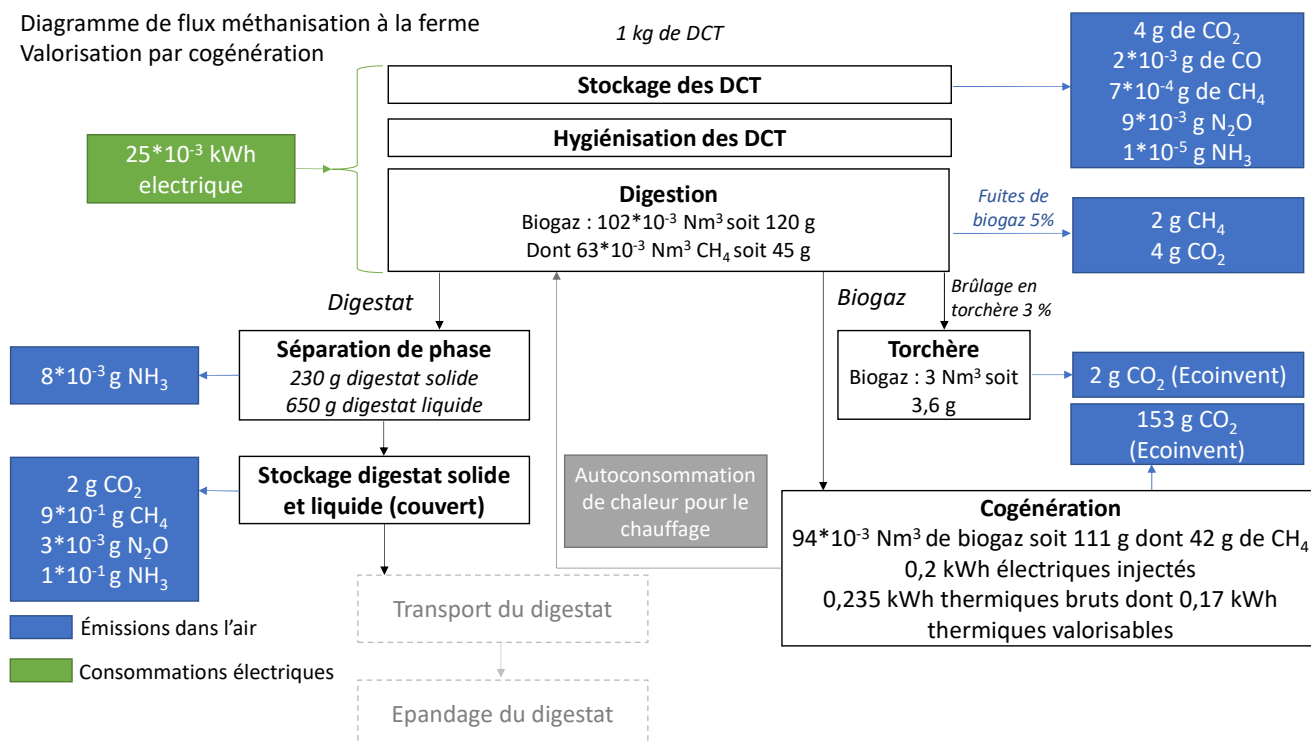 Diagramme de flux méthanisation à la ferme
Valorisation par cogénération
1 kg de DCT
Stockage des DCT
4 g de CO₂
2*10⁻³ g de CO
7*10⁻⁴ g de CH₄
9*10⁻³ g N₂O
1*10⁻⁵ g NH₃
Hygiénisation des DCT
25*10⁻³ kWh
electrique
Digestion
Biogaz : 102*10⁻³ Nm³ soit 120 g
Dont 63*10⁻³ Nm³ CH₄ soit 45 g
Fuites de
biogaz 5%
2 g CH₄
4 g CO₂
Digestat
Biogaz
Brûlage en
torchère 3 %
Séparation de phase
230 g digestat solide
650 g digestat liquide
8*10⁻³ g NH₃
Torchère
Biogaz : 3 Nm³ soit
3,6 g
2 g CO₂ (Ecoinvent)
153 g CO₂
(Ecoinvent)
Stockage digestat solide
et liquide (couvert)
2 g CO₂
9*10⁻¹ g CH₄
3*10⁻³ g N₂O
1*10⁻¹ g NH₃
Autoconsommation
de chaleur pour le
chauffage
Cogénération
94*10⁻³ Nm³ de biogaz soit 111 g dont 42 g de CH₄
0,2 kWh électriques injectés
0,235 kWh thermiques bruts dont 0,17 kWh
thermiques valorisables
Transport du digestat
Epandage du digestat
Émissions dans l'air
Consommations électriques